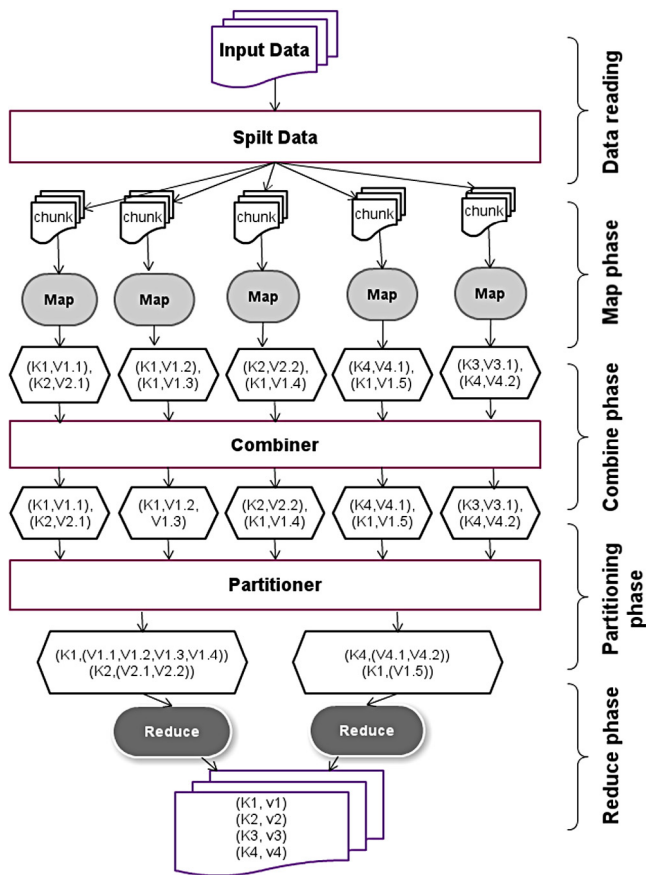 Input Data
Data reading
Spilt Data
chunk
chunk
chunk
chunk
chunk
Map phase
Map
Map
Map
Map
Map
(K1,V1.1),
(K2,V2.1)
(K1,V1.2),
(K1,V1.3)
(K2,V2.2),
(K1,V1.4)
(K4,V4.1),
(K1,V1.5)
(K3,V3.1),
(K4,V4.2)
Combine phase
Combiner
(K1,V1.1),
(K2,V2.1)
(K1,V1.2,
V1.3)
(K2,V2.2),
(K1,V1.4)
(K4,V4.1),
(K1,V1.5)
(K3,V3.1),
(K4,V4.2)
Partitioning
phase
Partitioner
(K1,(V1.1,V1.2,V1.3,V1.4))
(K2,(V2.1,V2.2))
(K4,(V4.1,V4.2))
(K1,(V1.5))
Reduce phase
Reduce
Reduce
(K1, v1)
(K2, v2)
(K3, v3)
(K4, v4)